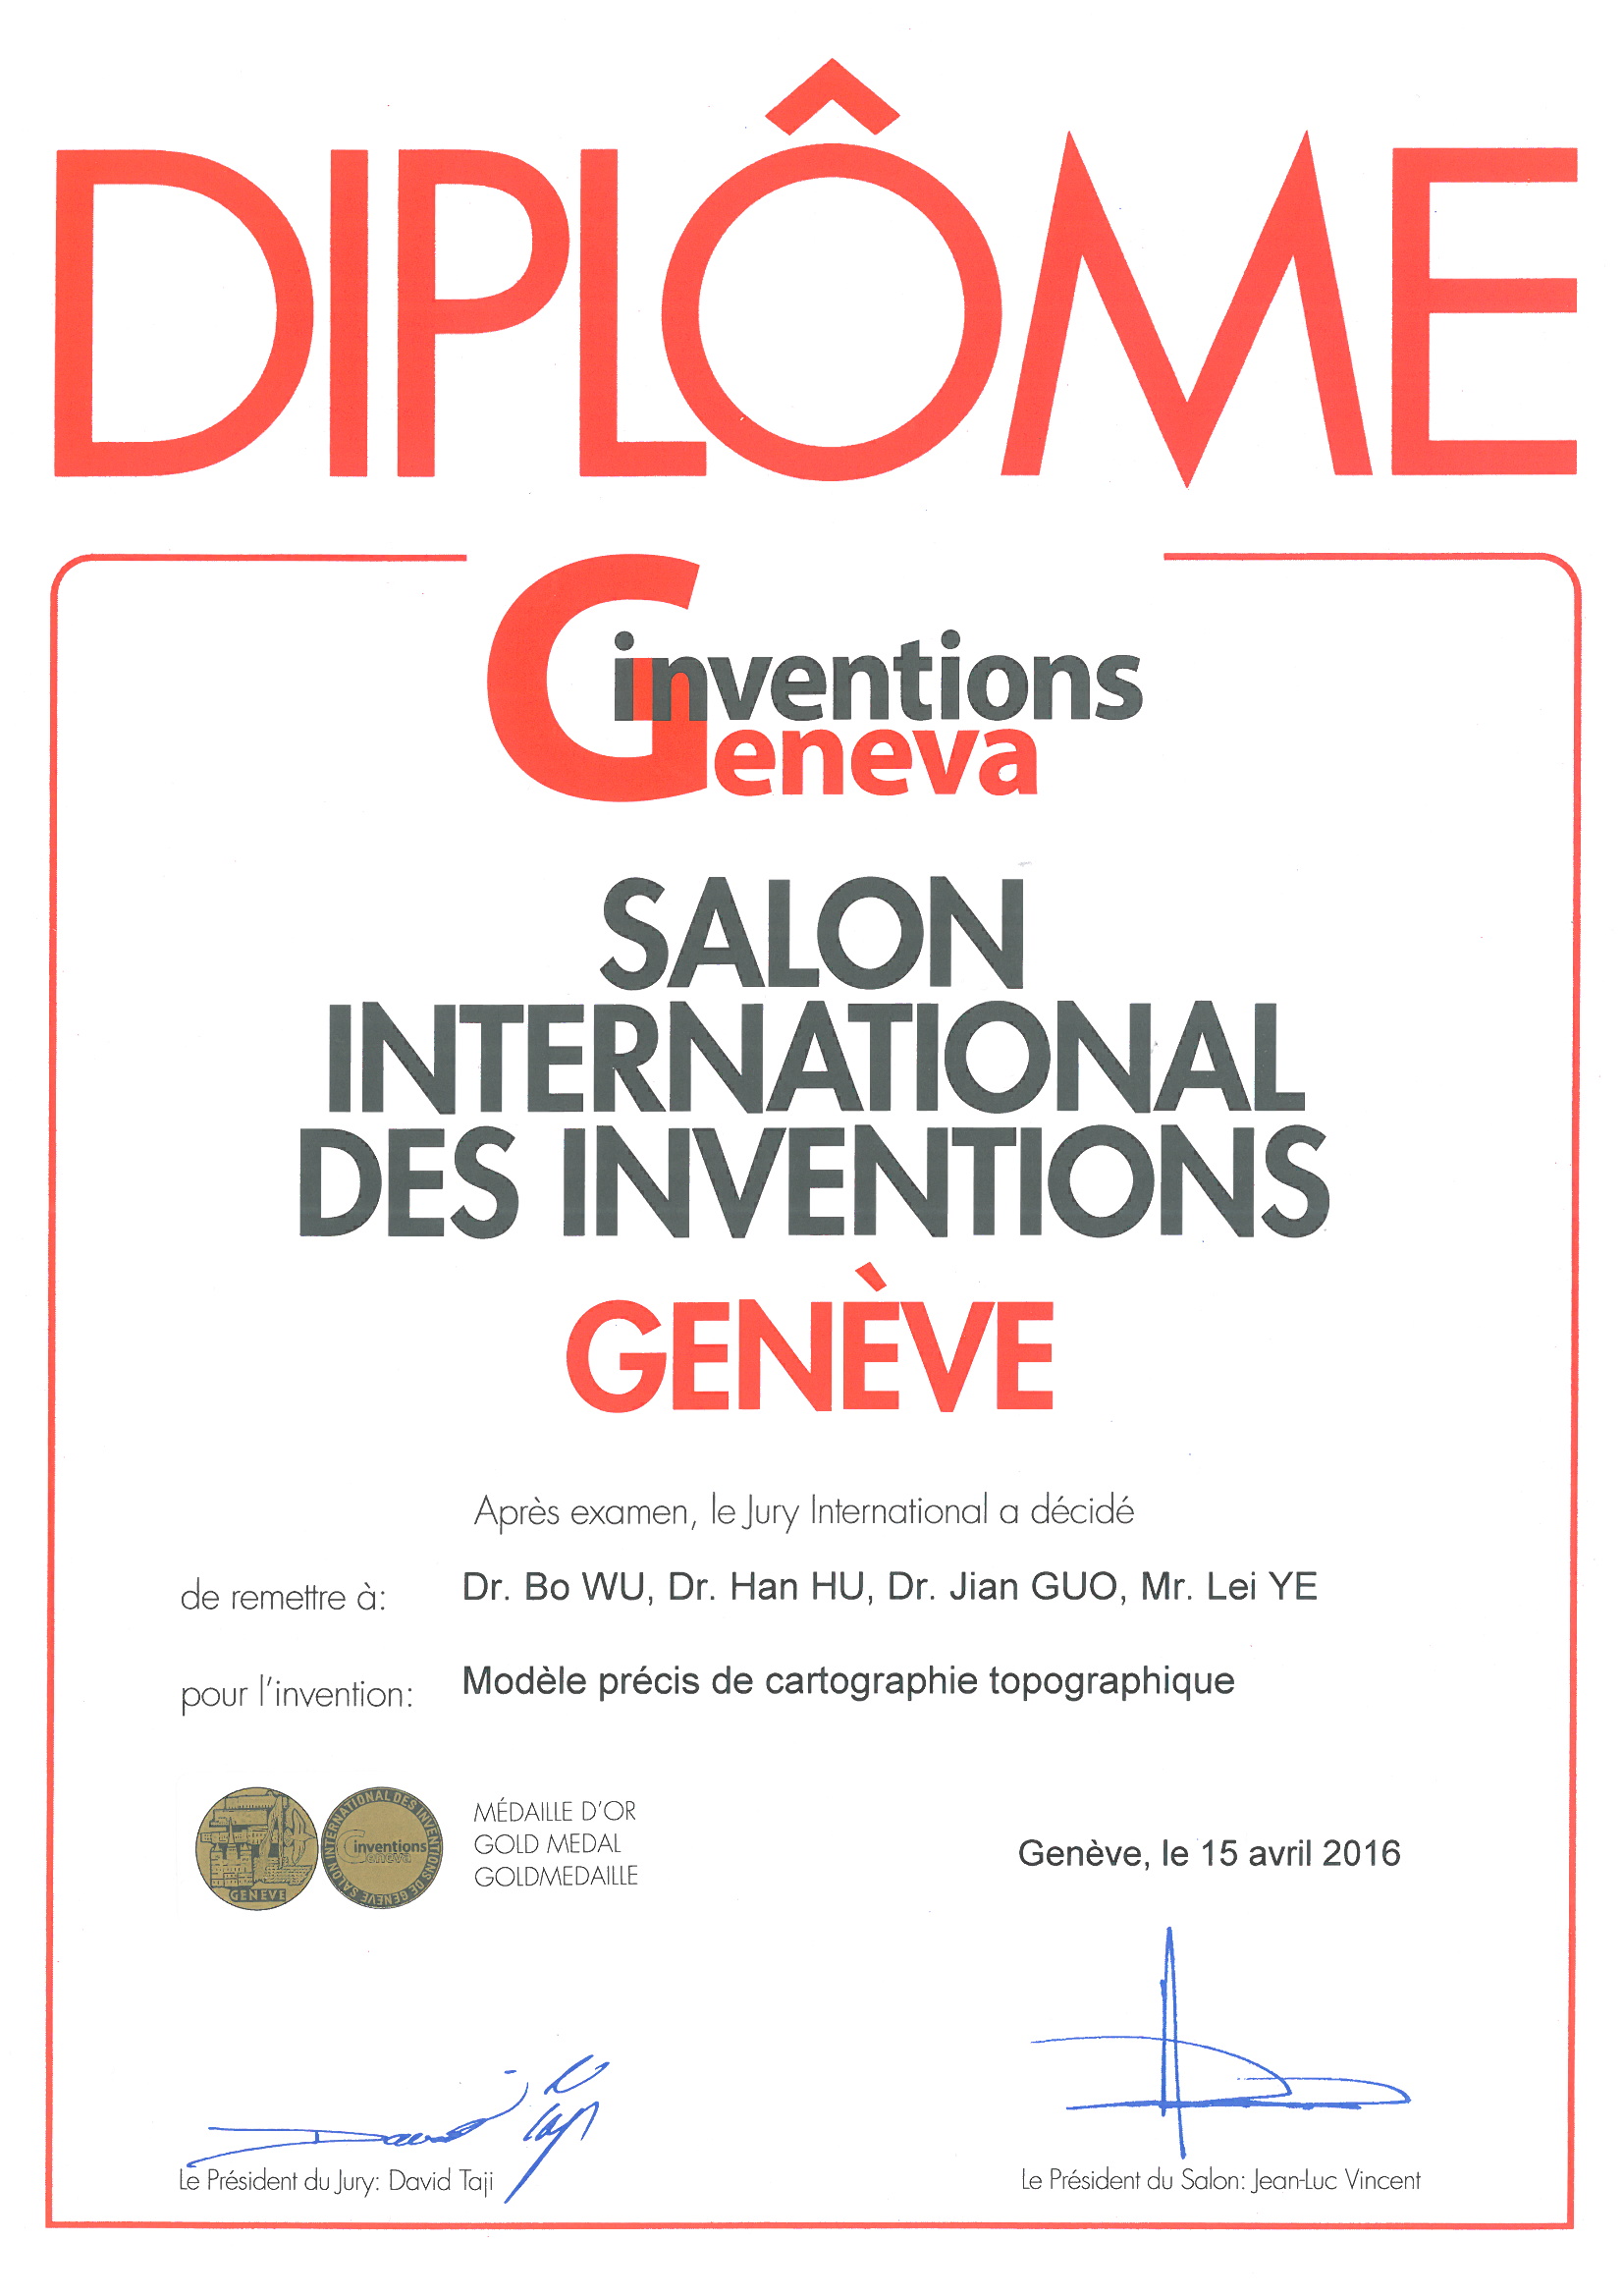 DIPLÔME
inventions
Geneva
SALON
INTERNATIONAL
DES INVENTIONS
GENÈVE
Après examen, le Jury International a décidé
de remettre à: Dr. Bo WU, Dr. Han HU, Dr. Jian GUO, Mr. Lei YE
pour l'invention: Modèle précis de cartographie topographique
GENEVE
SALON INTERNATIONAL DES INVENTIONS DE GENEVE
inventions
Geneva
MÉDAILLE D'OR
GOLD MEDAL
GOLDMEDAILLE
Genève, le 15 avril 2016
David Taji
Le Président du Jury: David Taji
Le Président du Salon: Jean-Luc Vincent